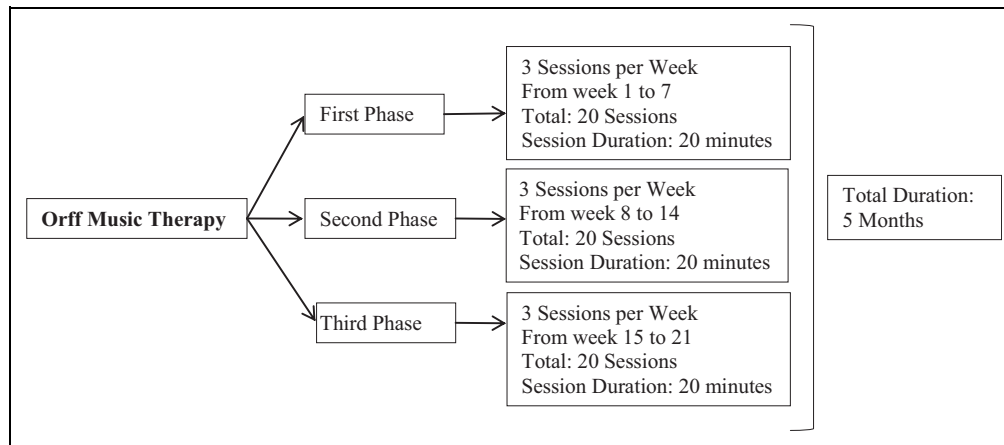 Orff Music Therapy
First Phase
3 Sessions per Week
From week 1 to 7
Total: 20 Sessions
Session Duration: 20 minutes
Second Phase
3 Sessions per Week
From week 8 to 14
Total: 20 Sessions
Session Duration: 20 minutes
Third Phase
3 Sessions per Week
From week 15 to 21
Total: 20 Sessions
Session Duration: 20 minutes
Total Duration:
5 Months